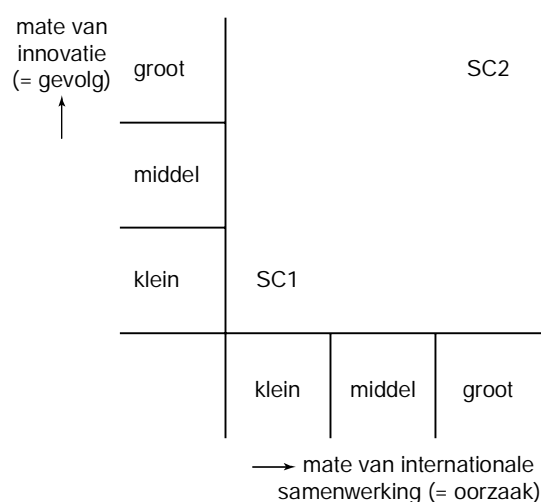 mate van
innovatie
(= gevolg)
groot
SC2
middel
klein
SC1
klein
middel
groot
mate van internationale
samenwerking (= oorzaak)